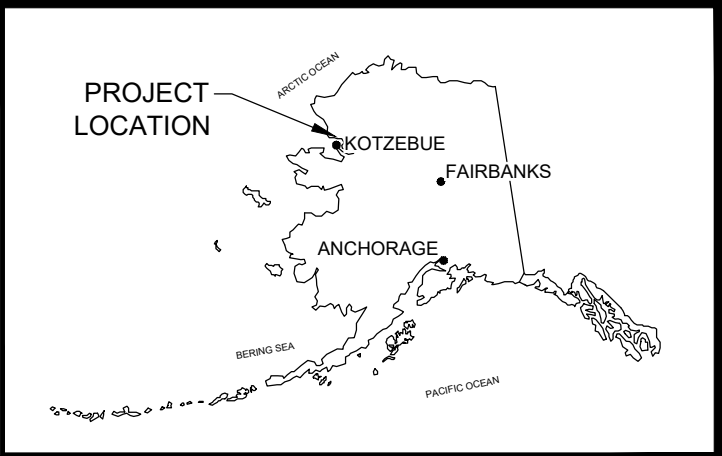 ARCTIC OCEAN
PROJECT
LOCATION
KOTZEBUE
FAIRBANKS
ANCHORAGE
BERING SEA
PACIFIC OCEAN